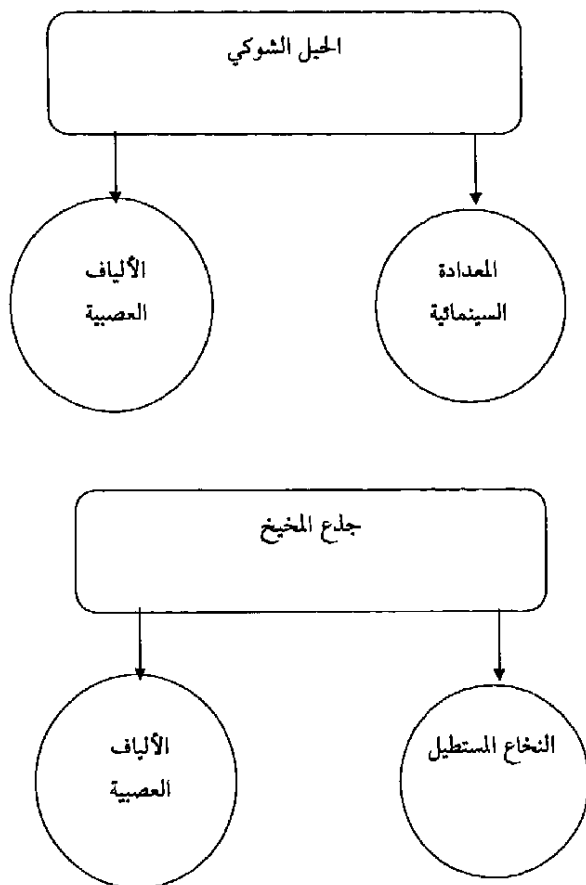 الحبل الشوكي
المعدادة
السينمائية
الألياف
العصبية
جذع المخيخ
النخاع المستطيل
الألياف
العصبية